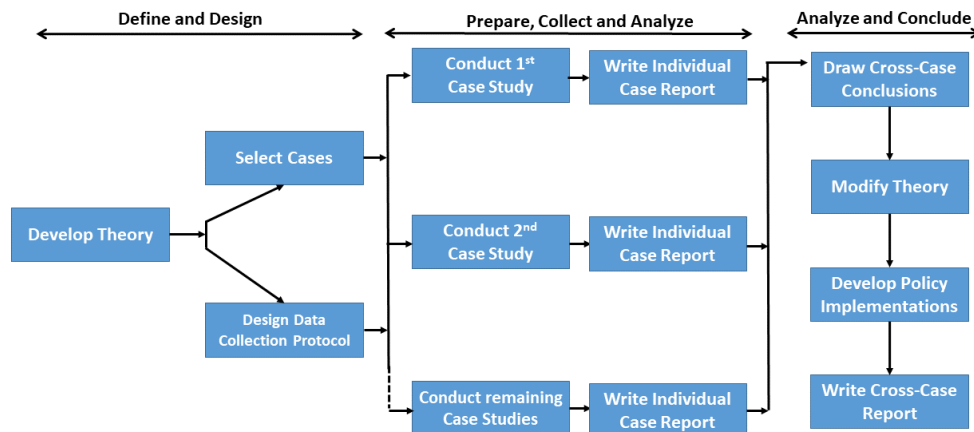 Define and Design
Prepare, Collect and Analyze
Analyze and Conclude
Develop Theory
Select Cases
Design Data
Collection Protocol
Conduct 1st
Case Study
Write Individual
Case Report
Conduct 2nd
Case Study
Write Individual
Case Report
Conduct remaining
Case Studies
Write Individual
Case Report
Draw Cross-Case
Conclusions
Modify Theory
Develop Policy
Implementations
Write Cross-Case
Report